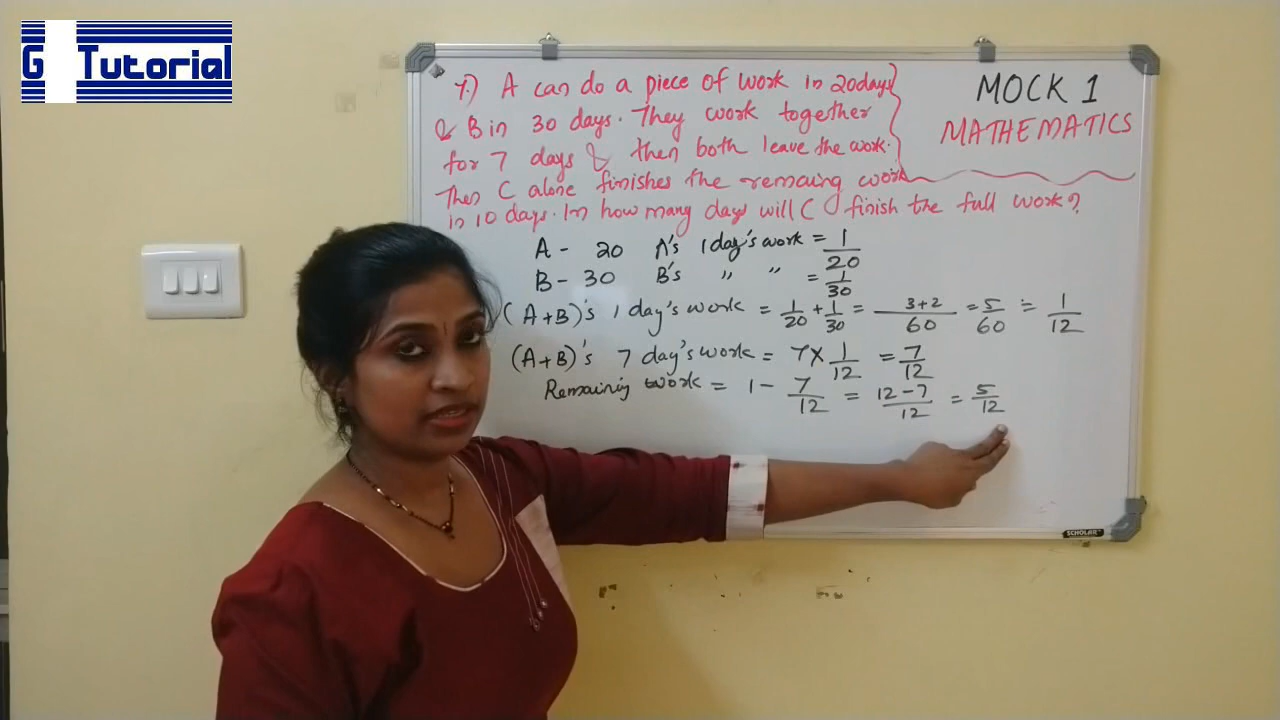 G Tutorial
7.) A can do a piece of work in 20days
& B in 30 days. They work together
for 7 days & then both leave the work.
Then C alone finishes the remaing work
in 10 days. In how many days will C finish the full work?
MOCK 1
MATHEMATICS
A - 20 A's 1 day's work = 1/20
B - 30 B's " " = 1/30
(A+B)'s 1 day's work = 1/20 + 1/30 = 3+2/60 = 5/60 = 1/12
(A+B)'s 7 day's work = 7 × 1/12 = 7/12
Remaining work = 1 - 7/12 = 12-7/12 = 5/12
SCHOLAR